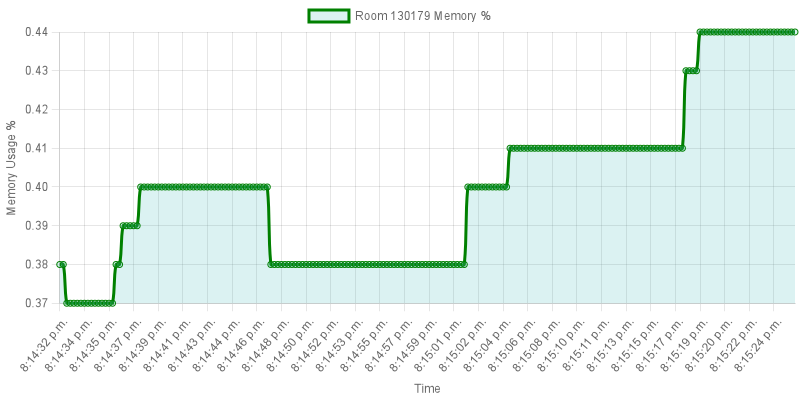 Room 130179 Memory %
0.44
0.43
0.42
0.41
0.40
0.39
0.38
0.37
Memory Usage %
8:14:32 p.m.
8:14:34 p.m.
8:14:35 p.m.
8:14:37 p.m.
8:14:39 p.m.
8:14:41 p.m.
8:14:43 p.m.
8:14:44 p.m.
8:14:46 p.m.
8:14:48 p.m.
8:14:50 p.m.
8:14:52 p.m.
8:14:53 p.m.
8:14:55 p.m.
8:14:57 p.m.
8:14:59 p.m.
8:15:01 p.m.
8:15:02 p.m.
8:15:04 p.m.
8:15:06 p.m.
8:15:08 p.m.
8:15:10 p.m.
8:15:11 p.m.
8:15:13 p.m.
8:15:15 p.m.
8:15:17 p.m.
8:15:19 p.m.
8:15:20 p.m.
8:15:22 p.m.
8:15:24 p.m.
Time